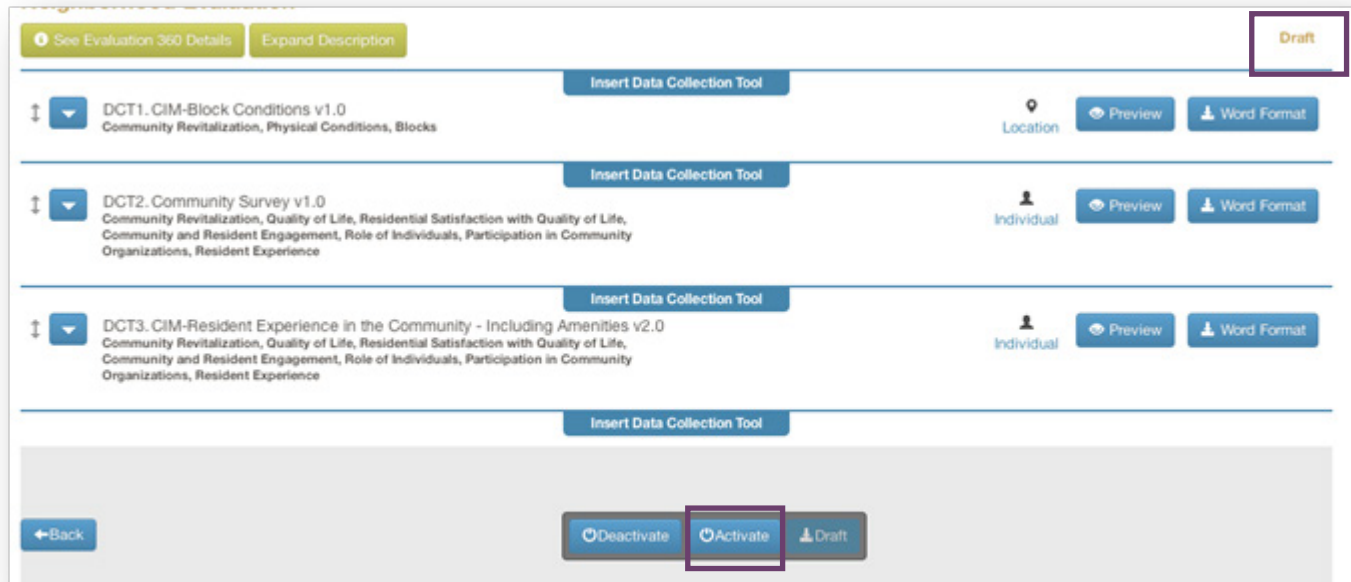 See Evaluation 360 Details
Expand Description
Draft
Insert Data Collection Tool
DCT1. CIM-Block Conditions v1.0
Community Revitalization, Physical Conditions, Blocks
Location
Preview
Word Format
Insert Data Collection Tool
DCT2. Community Survey v1.0
Community Revitalization, Quality of Life, Residential Satisfaction with Quality of Life,
Community and Resident Engagement, Role of Individuals, Participation in Community
Organizations, Resident Experience
Individual
Preview
Word Format
Insert Data Collection Tool
DCT3. CIM-Resident Experience in the Community - Including Amenities v2.0
Community Revitalization, Quality of Life, Residential Satisfaction with Quality of Life,
Community and Resident Engagement, Role of Individuals, Participation in Community
Organizations, Resident Experience
Individual
Preview
Word Format
Insert Data Collection Tool
Back
Deactivate
Activate
Draft